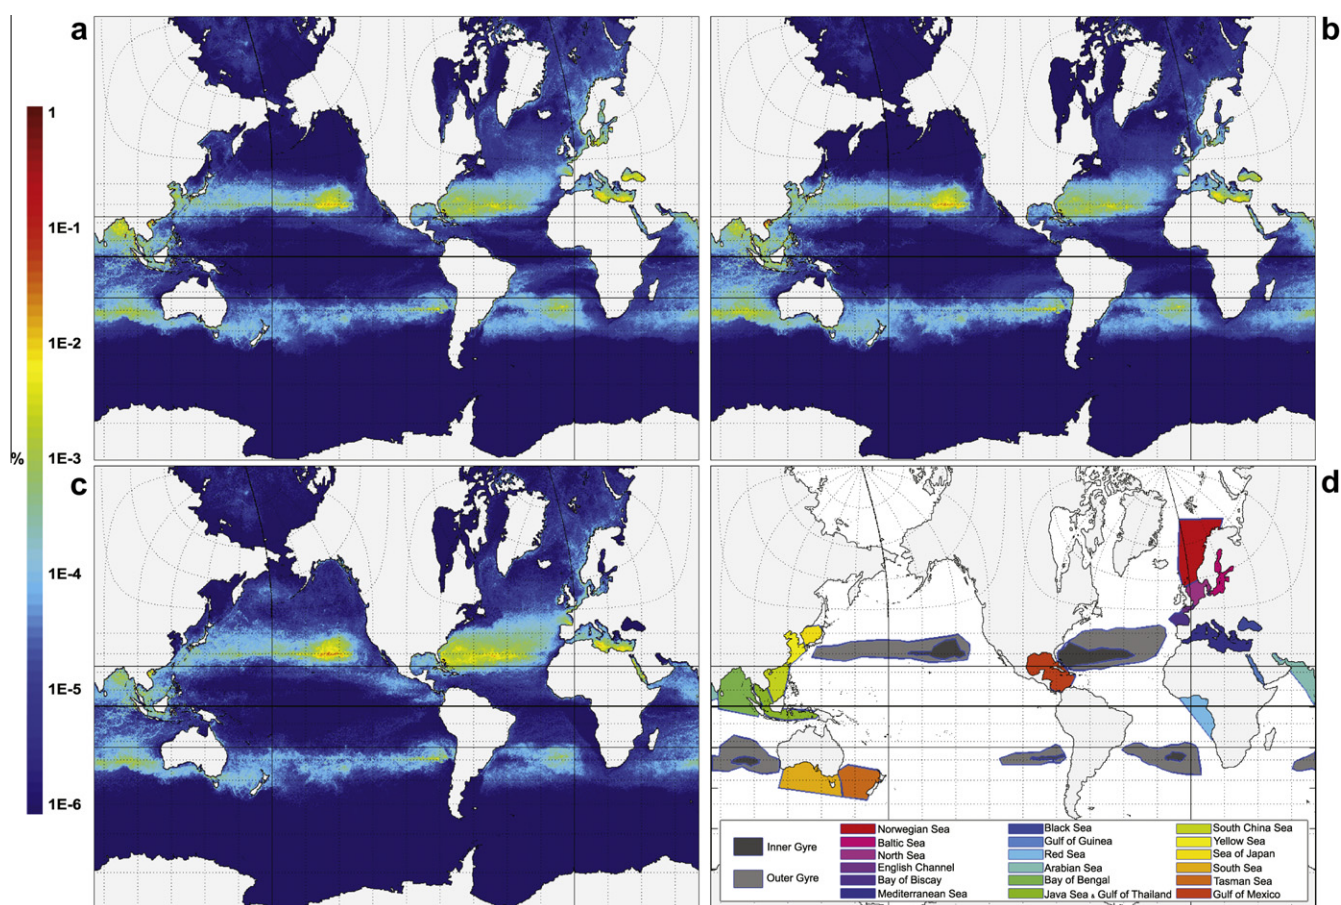 a
b
1
1E-1
1E-2
1E-3
%
1E-4
1E-5
1E-6
c
d
Inner Gyre
Outer Gyre
Norwegian Sea
Baltic Sea
North Sea
English Channel
Bay of Biscay
Mediterranean Sea
Black Sea
Gulf of Guinea
Red Sea
Arabian Sea
Bay of Bengal
Java Sea & Gulf of Thailand
South China Sea
Yellow Sea
Sea of Japan
South Sea
Tasman Sea
Gulf of Mexico